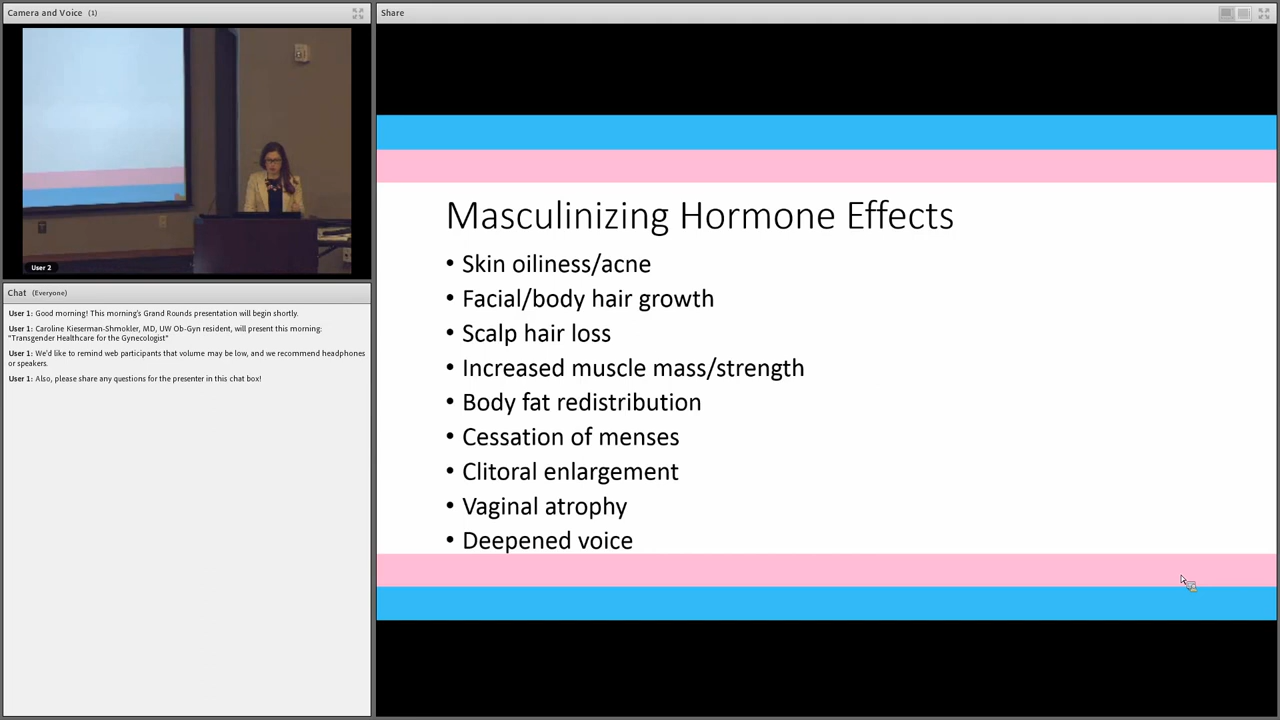 Camera and Voice (1)
User 2
Chat (Everyone)
User 1: Good morning! This morning's Grand Rounds presentation will begin shortly.
User 1: Caroline Kieserman-Shmokler, MD, UW Ob-Gyn resident, will present this morning:
"Transgender Healthcare for the Gynecologist"
User 1: We'd like to remind web participants that volume may be low, and we recommend headphones
or speakers.
User 1: Also, please share any questions for the presenter in this chat box!
Share
Masculinizing Hormone Effects
• Skin oiliness/acne
• Facial/body hair growth
• Scalp hair loss
• Increased muscle mass/strength
• Body fat redistribution
• Cessation of menses
• Clitoral enlargement
• Vaginal atrophy
• Deepened voice